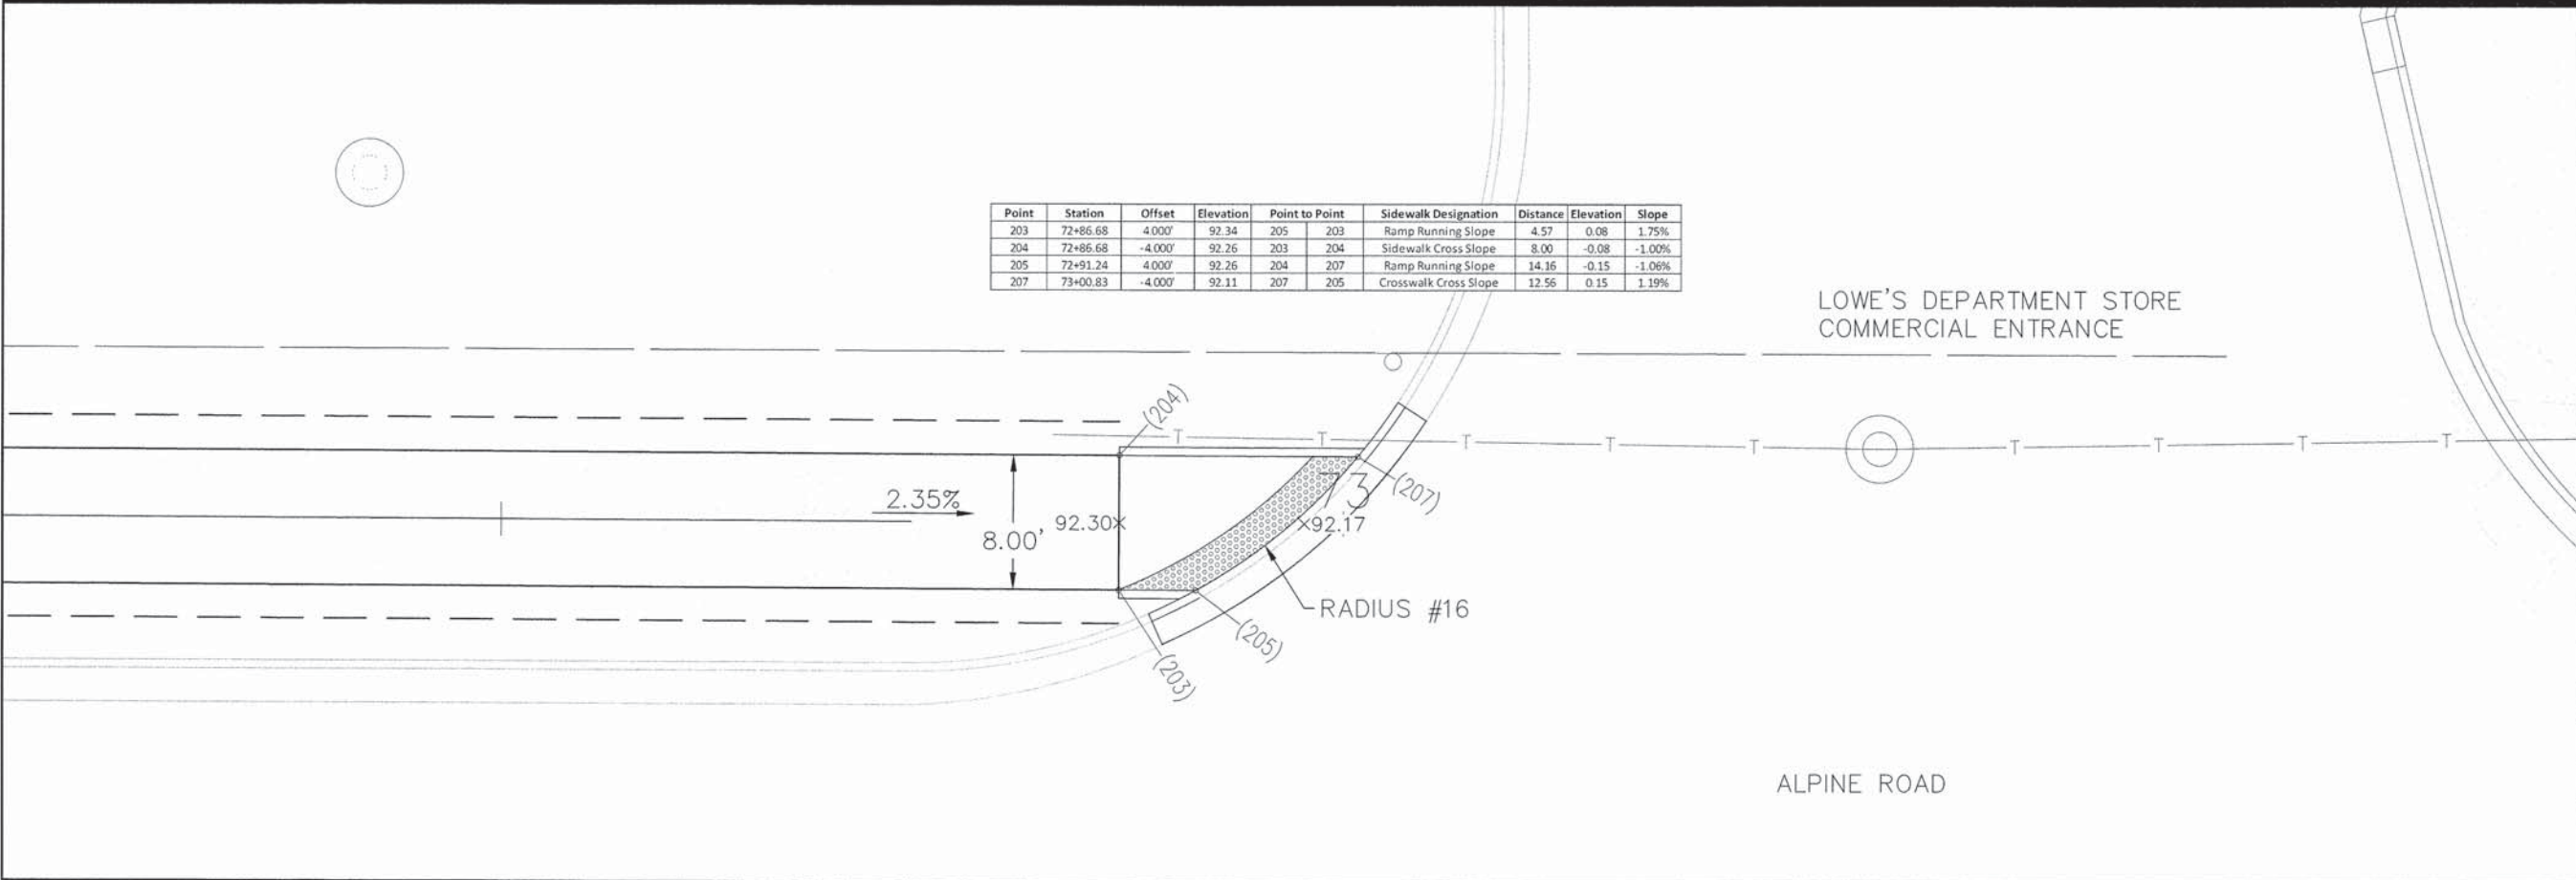 Point Station Offset Elevation Point to Point Sidewalk Designation Distance Elevation Slope
203 72+86.68 4.000' 92.34 205 203 Ramp Running Slope 4.57 0.08 1.75%
204 72+86.68 -4.000' 92.26 203 204 Sidewalk Cross Slope 8.00 -0.08 -1.00%
205 72+91.24 4.000' 92.26 204 207 Ramp Running Slope 14.16 -0.15 -1.06%
207 73+00.83 -4.000' 92.11 207 205 Crosswalk Cross Slope 12.56 0.15 1.19%
LOWE'S DEPARTMENT STORE
COMMERCIAL ENTRANCE
(204)
T T T T T T T T T
2.35%
73
(207)
92.30×
×92.17
8.00'
RADIUS #16
(205)
(203)
ALPINE ROAD